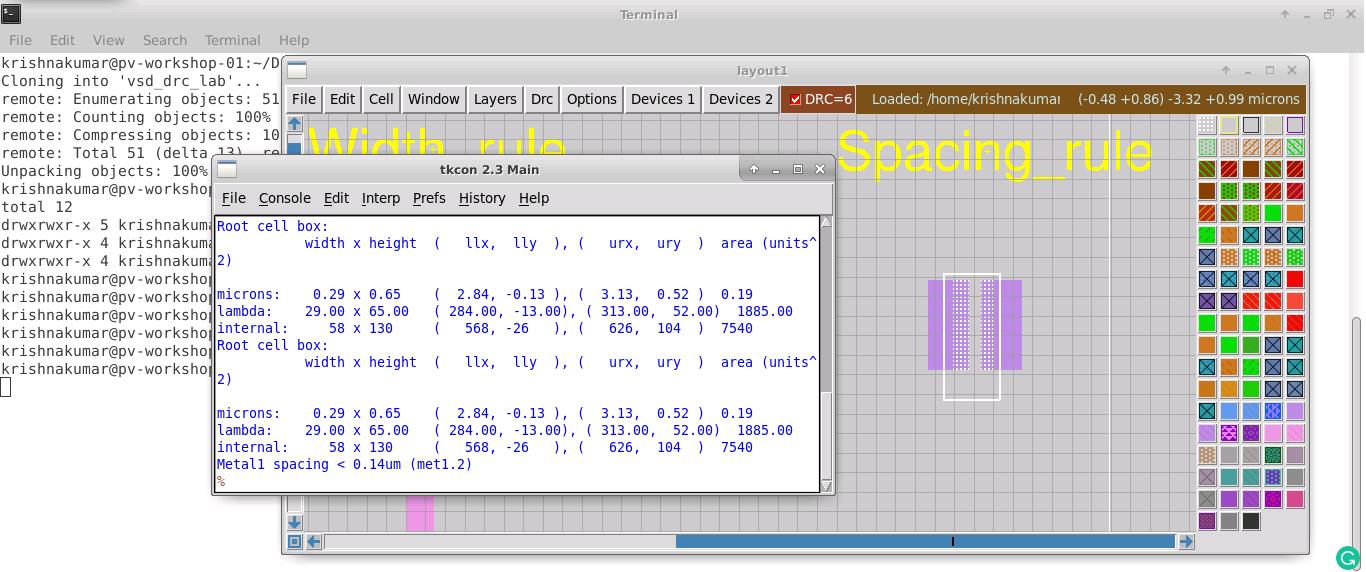 Terminal
File Edit View Search Terminal Help
krishnakumar@pv-workshop-01:~/D
Cloning into 'vsd_drc_lab'...
remote: Enumerating objects: 51
remote: Counting objects: 100%
remote: Compressing objects: 10
remote: Total 51 (delta 13), re
Unpacking objects: 100%
krishnakumar@pv-workshop
total 12
drwxrwxr-x 5 krishnakuma
drwxrwxr-x 4 krishnakuma
drwxrwxr-x 4 krishnakuma
krishnakumar@pv-workshop
krishnakumar@pv-workshop
krishnakumar@pv-workshop
krishnakumar@pv-workshop
krishnakumar@pv-workshop
krishnakumar@pv-workshop
layout1
File Edit Cell Window Layers Drc Options Devices 1 Devices 2 DRC=6 Loaded: /home/krishnakumar (-0.48 +0.86) -3.32 +0.99 microns
Width_rule Spacing_rule
tkcon 2.3 Main
File Console Edit Interp Prefs History Help
Root cell box:
width x height ( llx, lly ), ( urx, ury ) area (units^
2)
microns: 0.29 x 0.65 ( 2.84, -0.13 ), ( 3.13, 0.52 ) 0.19
lambda: 29.00 x 65.00 ( 284.00, -13.00), ( 313.00, 52.00) 1885.00
internal: 58 x 130 ( 568, -26 ), ( 626, 104 ) 7540
Root cell box:
width x height ( llx, lly ), ( urx, ury ) area (units^
2)
microns: 0.29 x 0.65 ( 2.84, -0.13 ), ( 3.13, 0.52 ) 0.19
lambda: 29.00 x 65.00 ( 284.00, -13.00), ( 313.00, 52.00) 1885.00
internal: 58 x 130 ( 568, -26 ), ( 626, 104 ) 7540
Metal1 spacing < 0.14um (met1.2)
%